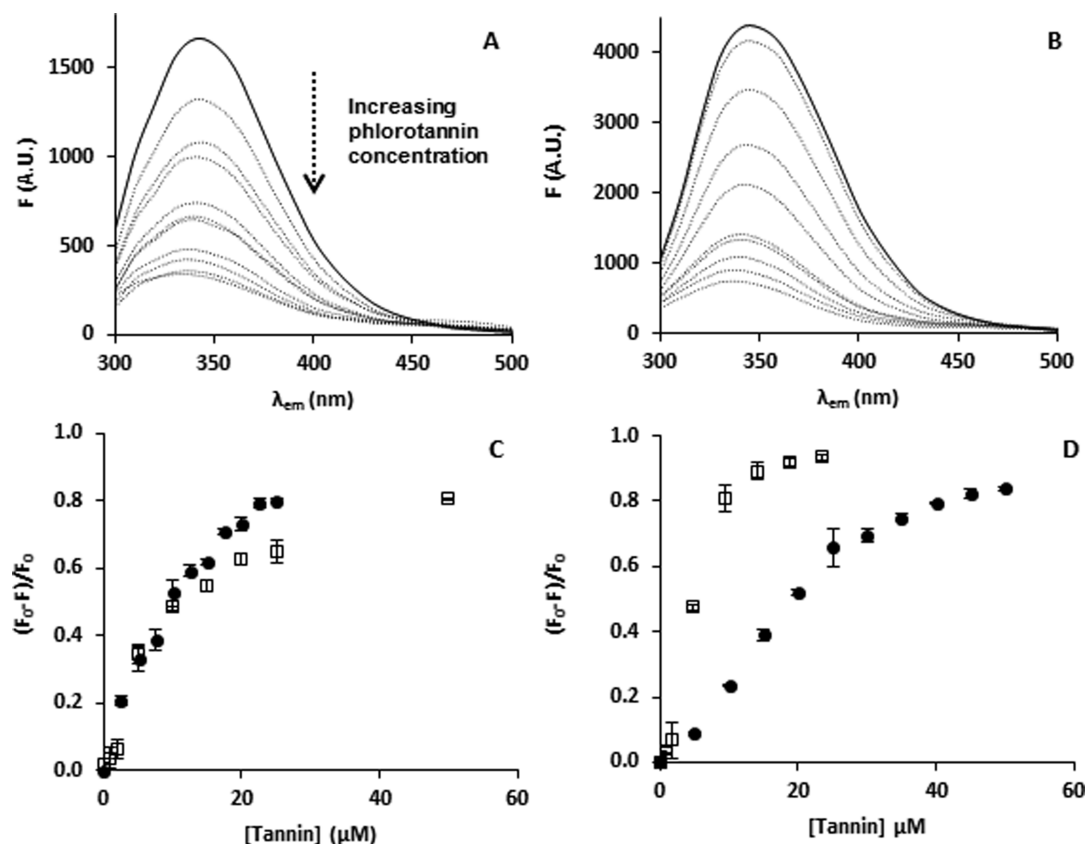 A
1500
1000
500
0
F (A.U.)
Increasing
phlorotannin
concentration
300
350
400
450
500
λem (nm)
B
4000
3000
2000
1000
0
F (A.U.)
300
350
400
450
500
λem (nm)
C
1.0
0.8
0.6
0.4
0.2
0.0
(F0-F)/F0
0
20
40
60
[Tannin] (μM)
D
1.0
0.8
0.6
0.4
0.2
0.0
(F0-F)/F0
0
20
40
60
[Tannin] μM